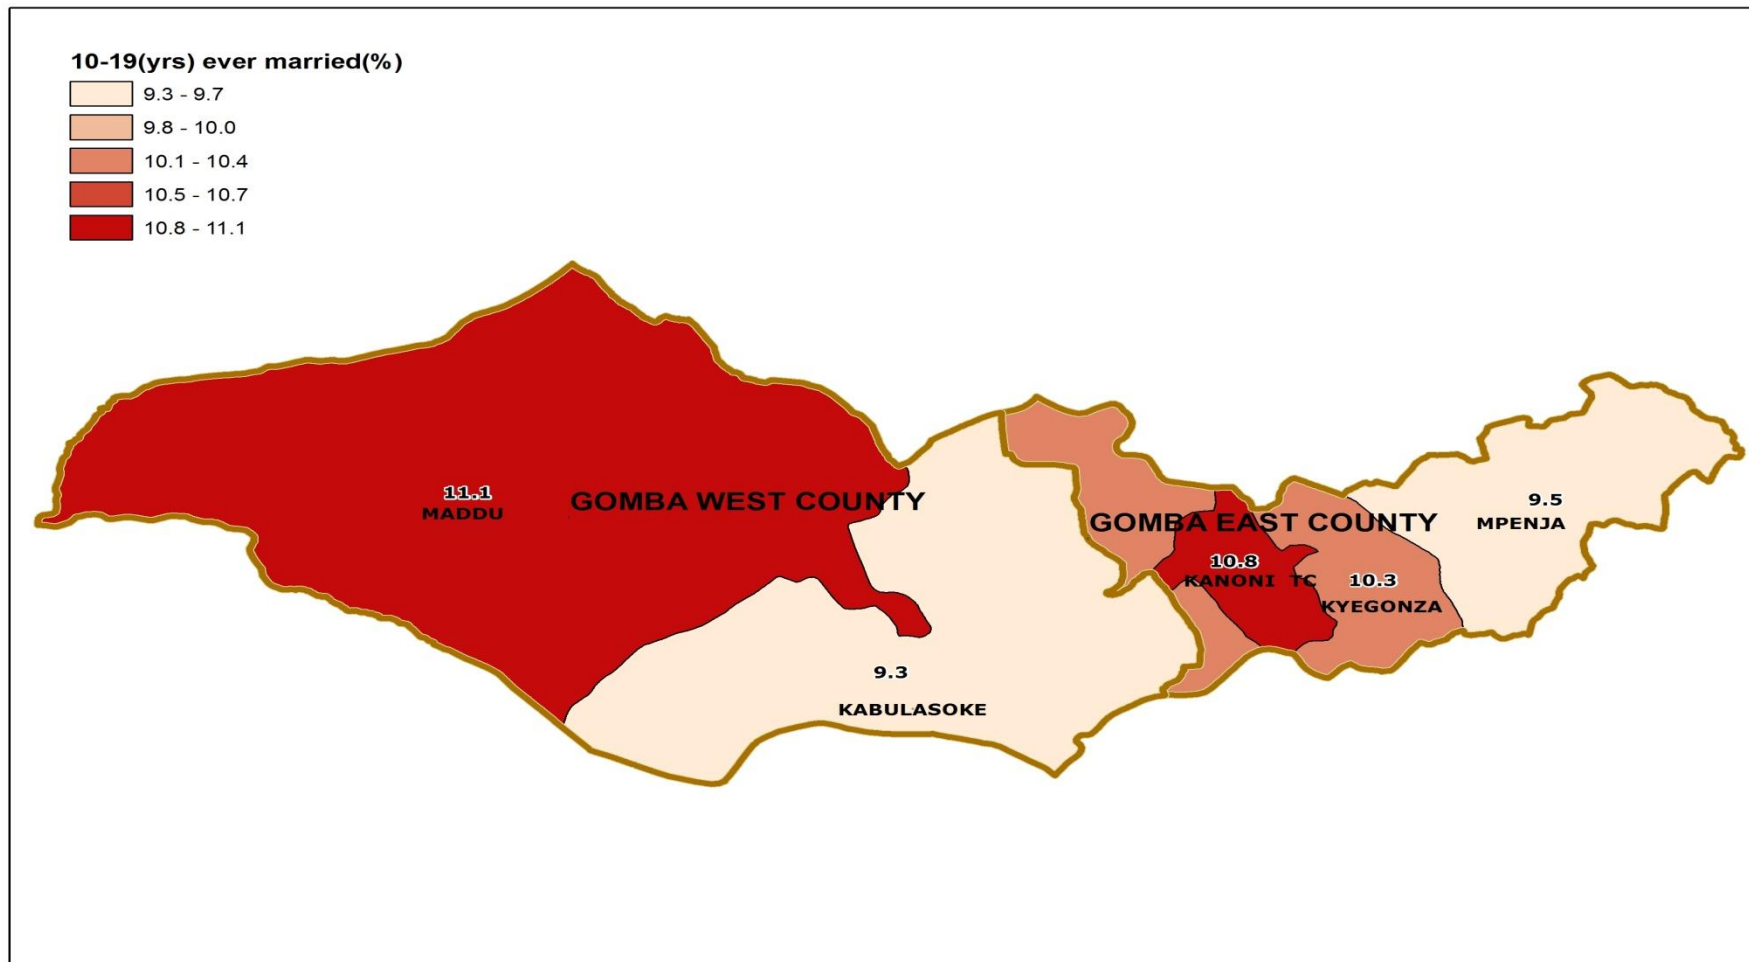 10-19(yrs) ever married(%)
9.3 - 9.7
9.8 - 10.0
10.1 - 10.4
10.5 - 10.7
10.8 - 11.1
11.1
MADDU
GOMBA WEST COUNTY
9.3
KABULASOKE
GOMBA EAST COUNTY
10.8
KANONI TC
10.3
KYEGONZA
9.5
MPENJA